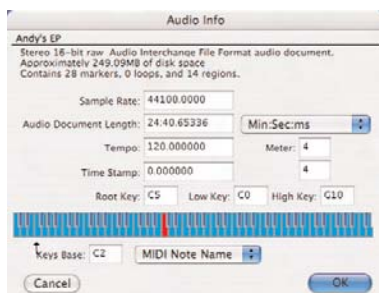 Audio Info
Andy's EP
Stereo 16-bit raw Audio Interchange File Format audio document.
Approximately 249.09MB of disk space
Contains 28 markers, 0 loops, and 14 regions.
Sample Rate: 44100.0000
Audio Document Length: 24:40.65336 Min:Sec:ms
Tempo: 120.000000 Meter: 4
Time Stamp: 0.000000 4
Root Key: C5 Low Key: C0 High Key: G10
Keys Base: C2 MIDI Note Name
Cancel OK